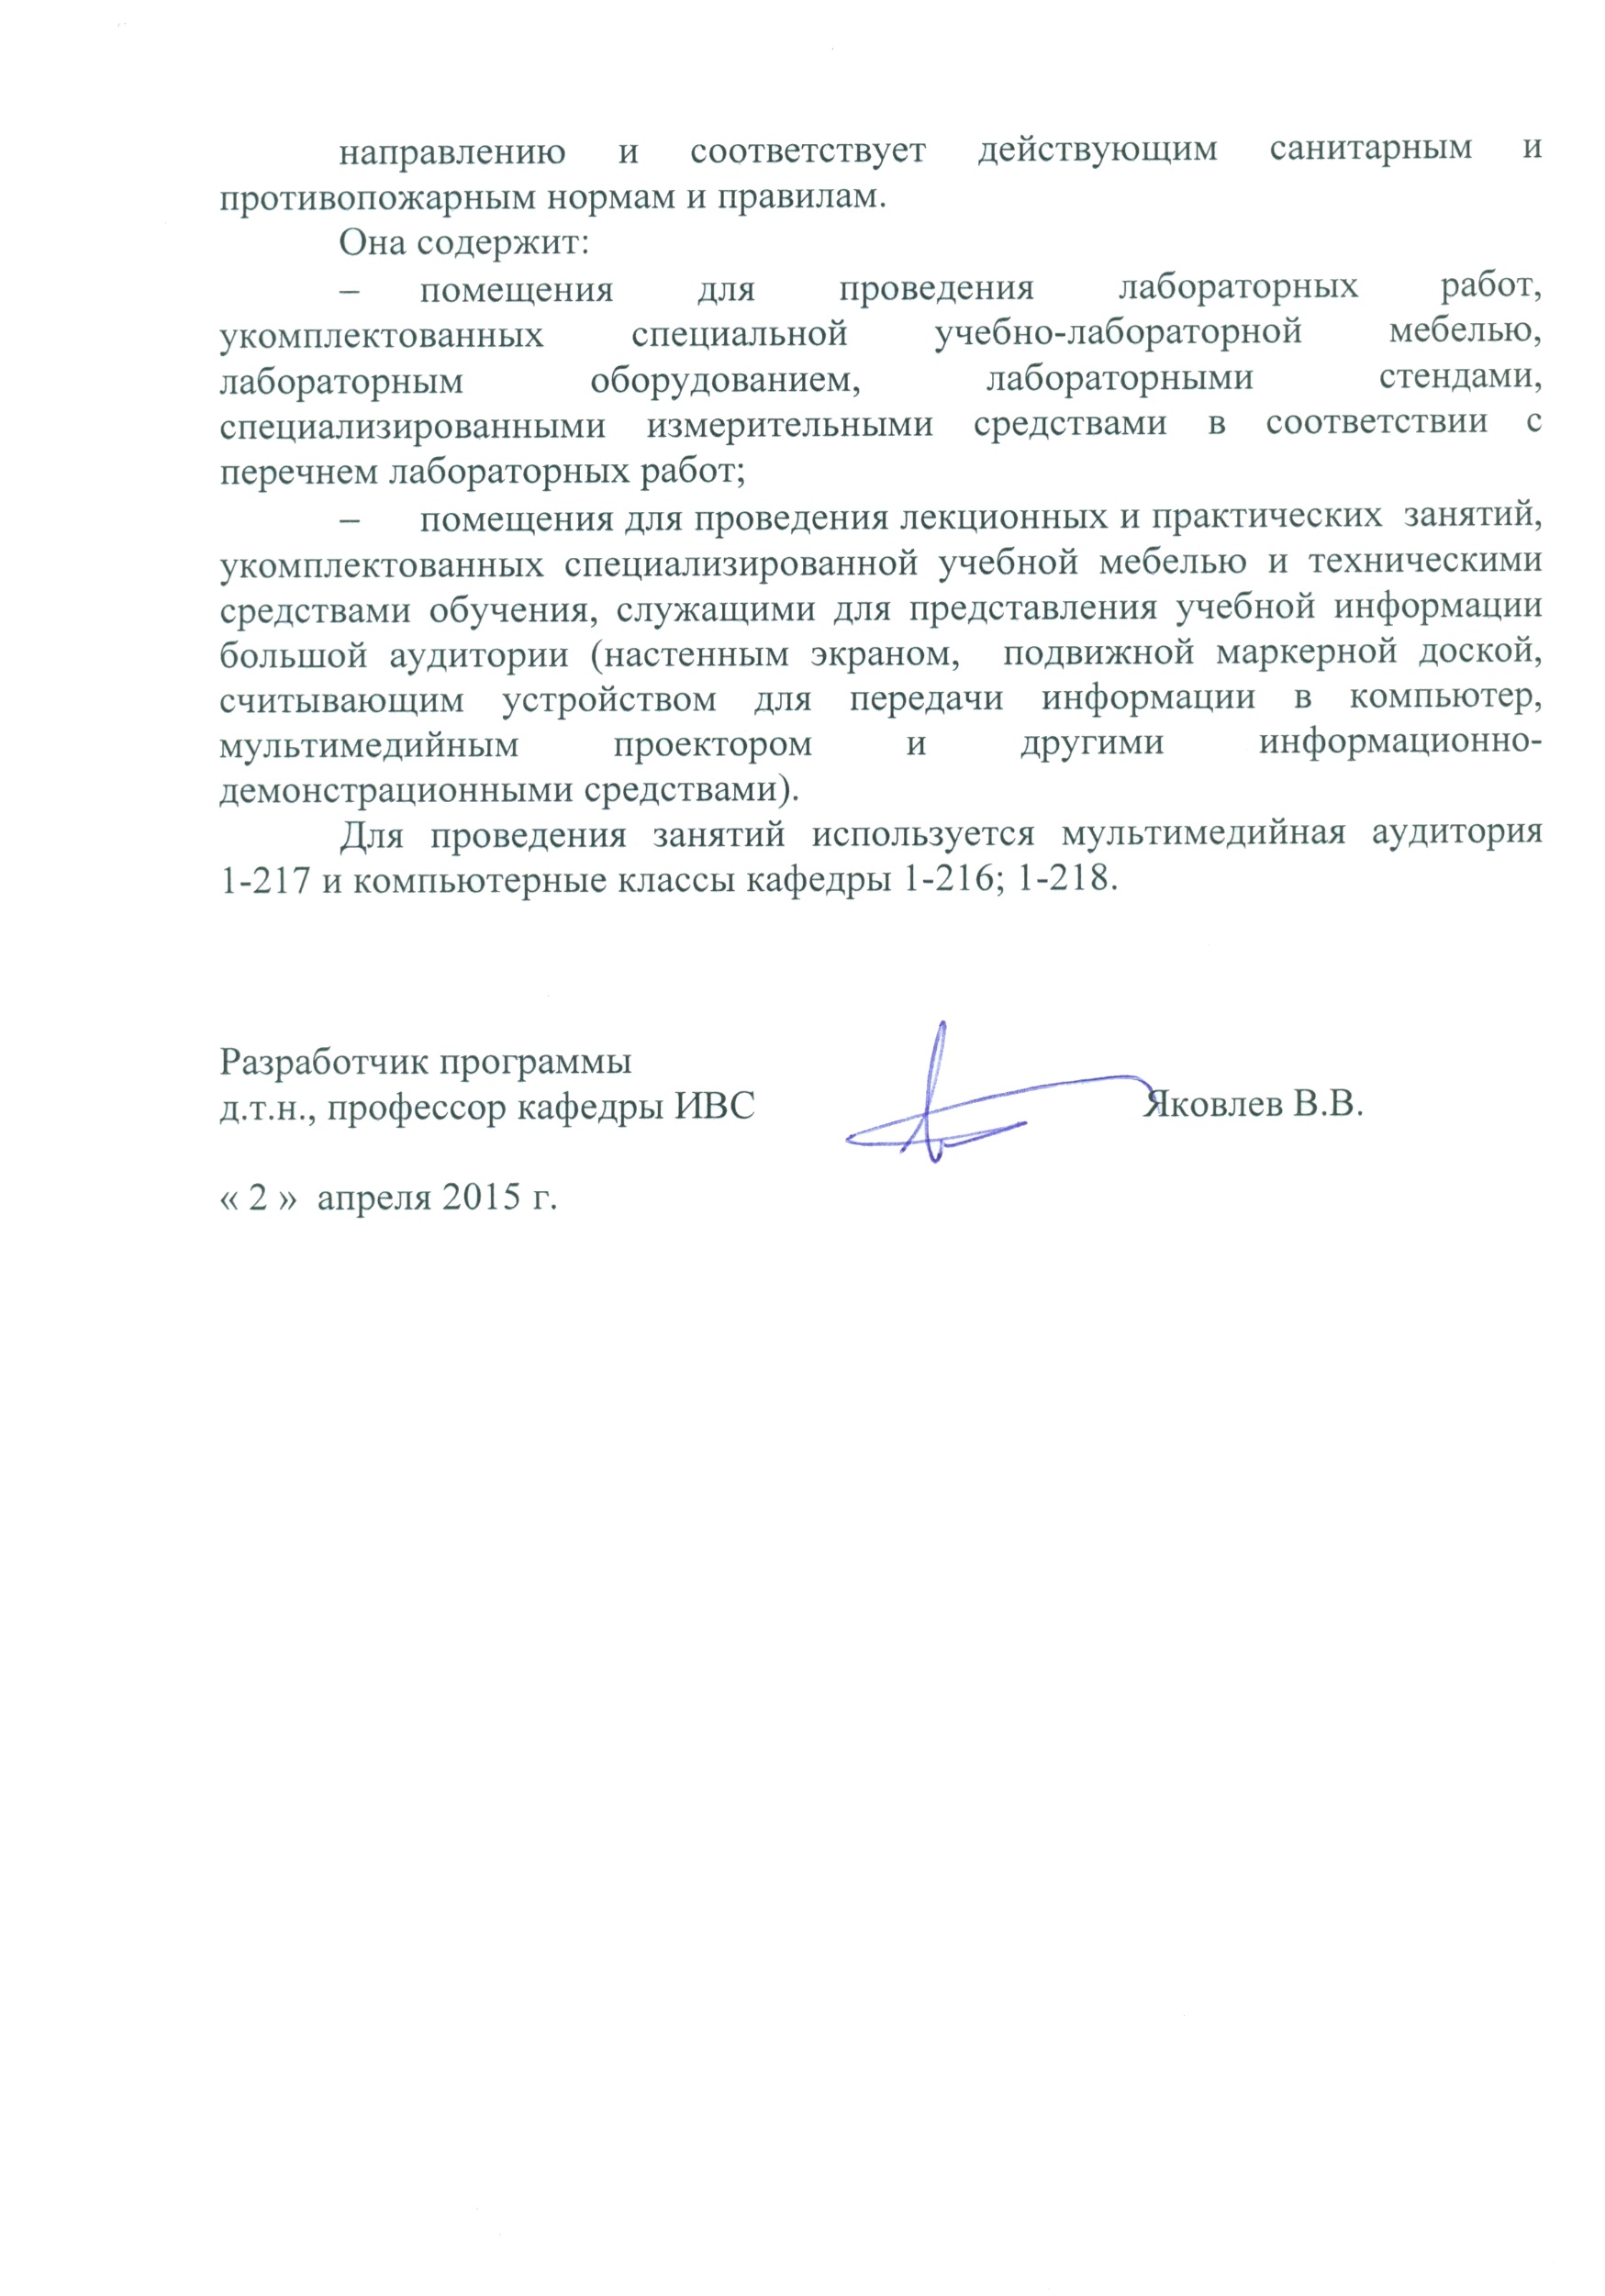 направлению и соответствует действующим санитарным и
противопожарным нормам и правилам.
Она содержит:
– помещения для проведения лабораторных работ,
укомплектованных специальной учебно-лабораторной мебелью,
лабораторным оборудованием, лабораторными стендами,
специализированными измерительными средствами в соответствии с
перечнем лабораторных работ;
– помещения для проведения лекционных и практических занятий,
укомплектованных специализированной учебной мебелью и техническими
средствами обучения, служащими для представления учебной информации
большой аудитории (настенным экраном, подвижной маркерной доской,
считывающим устройством для передачи информации в компьютер,
мультимедийным проектором и другими информационно-
демонстрационными средствами).
Для проведения занятий используется мультимедийная аудитория
1-217 и компьютерные классы кафедры 1-216; 1-218.
Разработчик программы
д.т.н., профессор кафедры ИВС Яковлев В.В.
« 2 » апреля 2015 г.